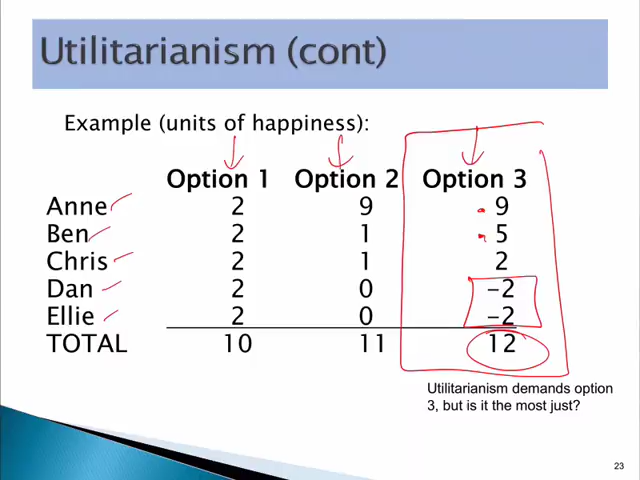 Utilitarianism (cont)
Example (units of happiness):
Option 1 Option 2 Option 3
Anne 2 9 9
Ben 2 1 5
Chris 2 1 2
Dan 2 0 -2
Ellie 2 0 -2
TOTAL 10 11 12
Utilitarianism demands option
3, but is it the most just?
23